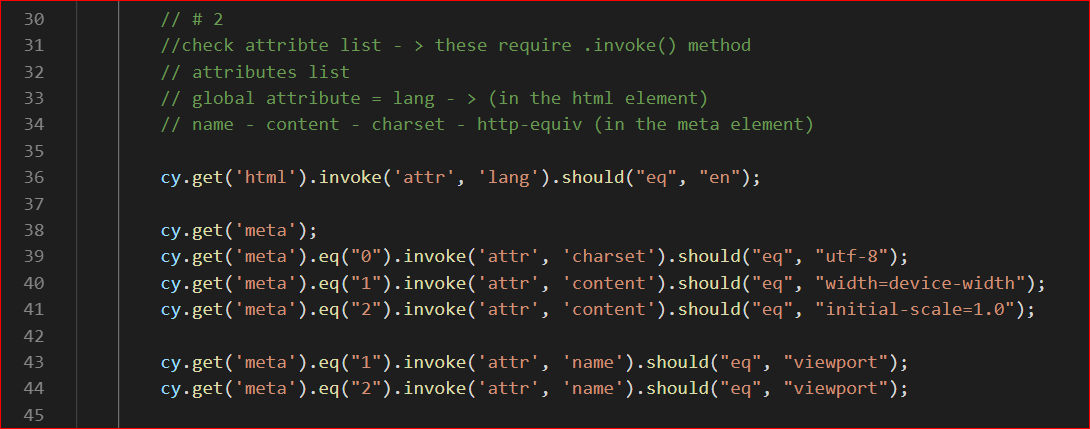 30 // # 2
31 //check attribte list - > these require .invoke() method
32 // attributes list
33 // global attribute = lang - > (in the html element)
34 // name - content - charset - http-equiv (in the meta element)
35
36 cy.get('html').invoke('attr', 'lang').should("eq", "en");
37
38 cy.get('meta');
39 cy.get('meta').eq("0").invoke('attr', 'charset').should("eq", "utf-8");
40 cy.get('meta').eq("1").invoke('attr', 'content').should("eq", "width=device-width");
41 cy.get('meta').eq("2").invoke('attr', 'content').should("eq", "initial-scale=1.0");
42
43 cy.get('meta').eq("1").invoke('attr', 'name').should("eq", "viewport");
44 cy.get('meta').eq("2").invoke('attr', 'name').should("eq", "viewport");
45